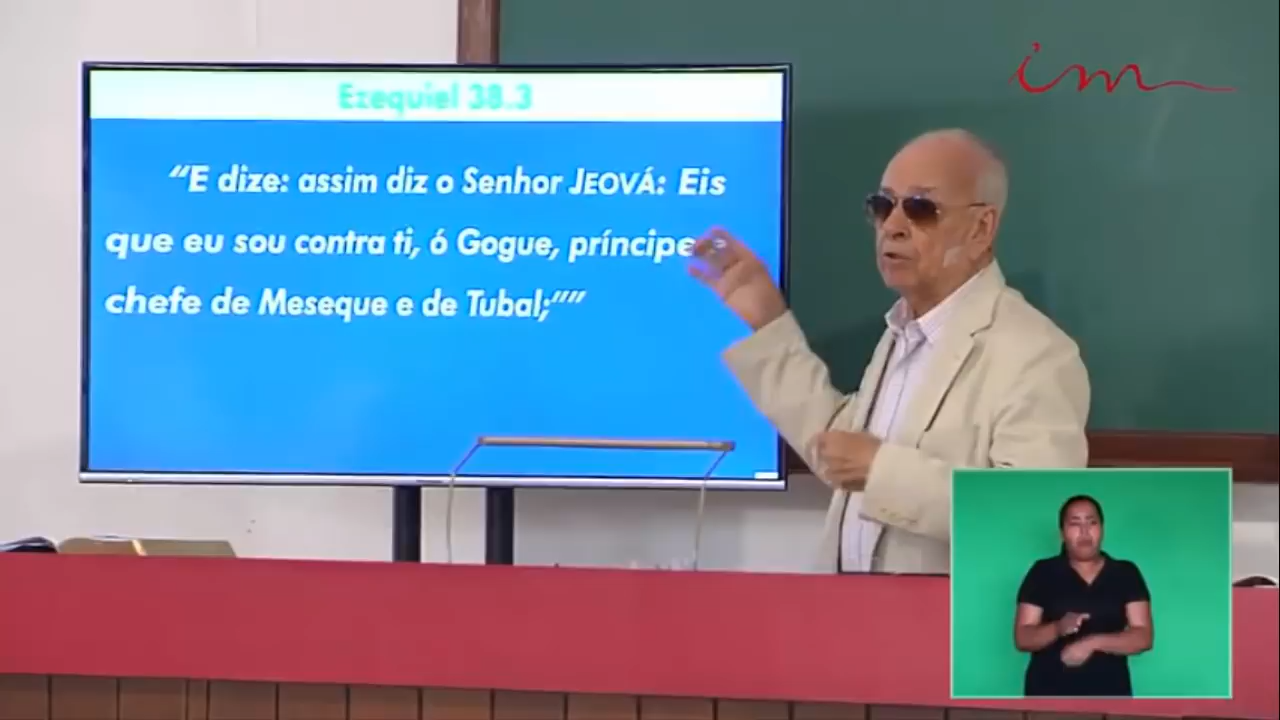 Ezequiel 38.3
“E dize: assim diz o Senhor JEOVÁ: Eis
que eu sou contra ti, ó Gogue, príncipe
chefe de Meseque e de Tubal;””
im